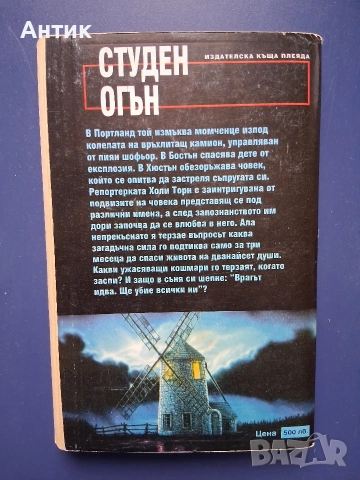 Антик
СТУДЕН
ОГЪН
ИЗДАТЕЛСКА КЪЩА ПЛЕЯДА
В Портланд той измъква момченце изпод
колелата на връхлитащ камион, управляван
от пиян шофьор. В Бостън спасява дете от
експлозия. В Хюстън обезоръжава човек,
който се опитва да застреля съпругата си.
Репортерката Холи Торн е заинтригувана от
подвизите на човека представящ се под
различни имена, а след запознанството им
дори започва да се влюбва в него. Ала
непрекъснато я терзае въпросът каква
загадъчна сила го подтиква само за три
месеца да спаси живота на дванайсет души.
Какви ужасяващи кошмари го терзаят, когато
заспи? И защо в съня си шепне: "Врагът
идва. Ще убие всички ни"?
Цена 500 лв.
BAZAR.BG